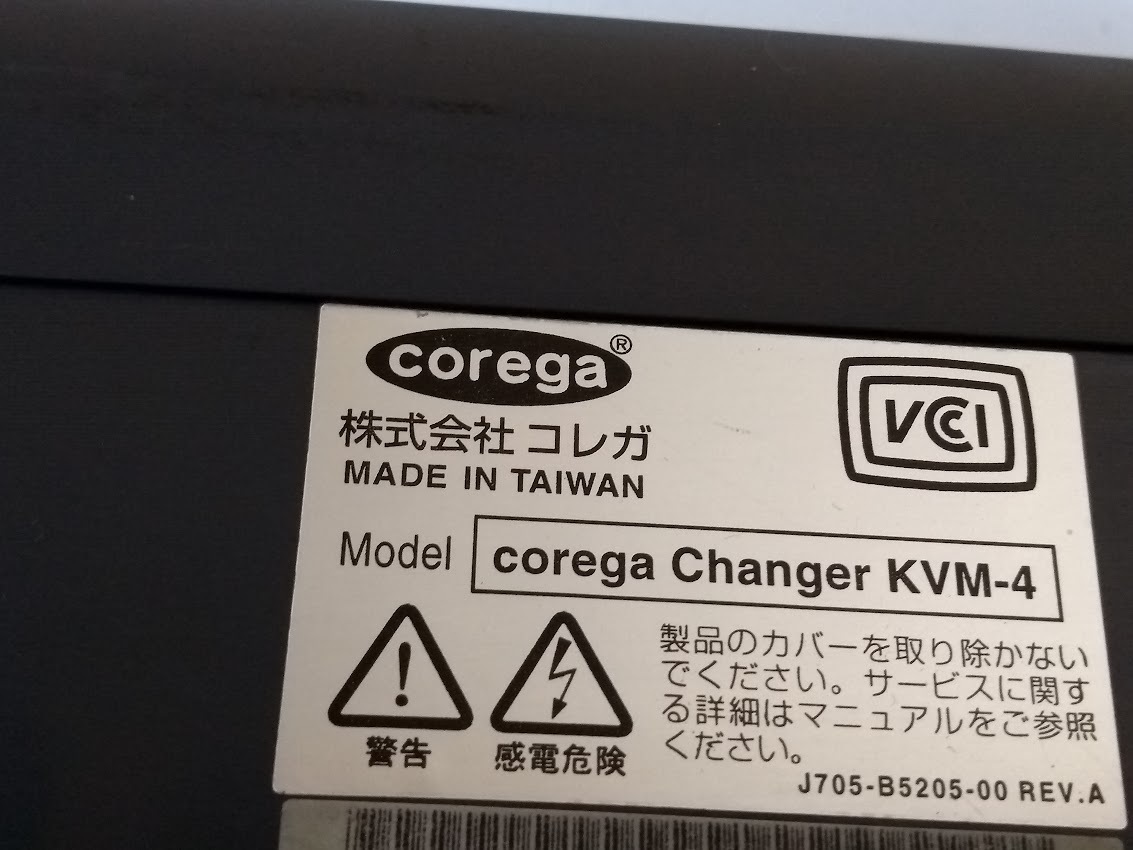 corega®
株式会社 コレガ
MADE IN TAIWAN
VCCI
Model corega Changer KVM-4
警告
感電危険
製品のカバーを取り除かない
でください。サービスに関す
る詳細はマニュアルをご参照
ください。
J705-B5205-00 REV.A